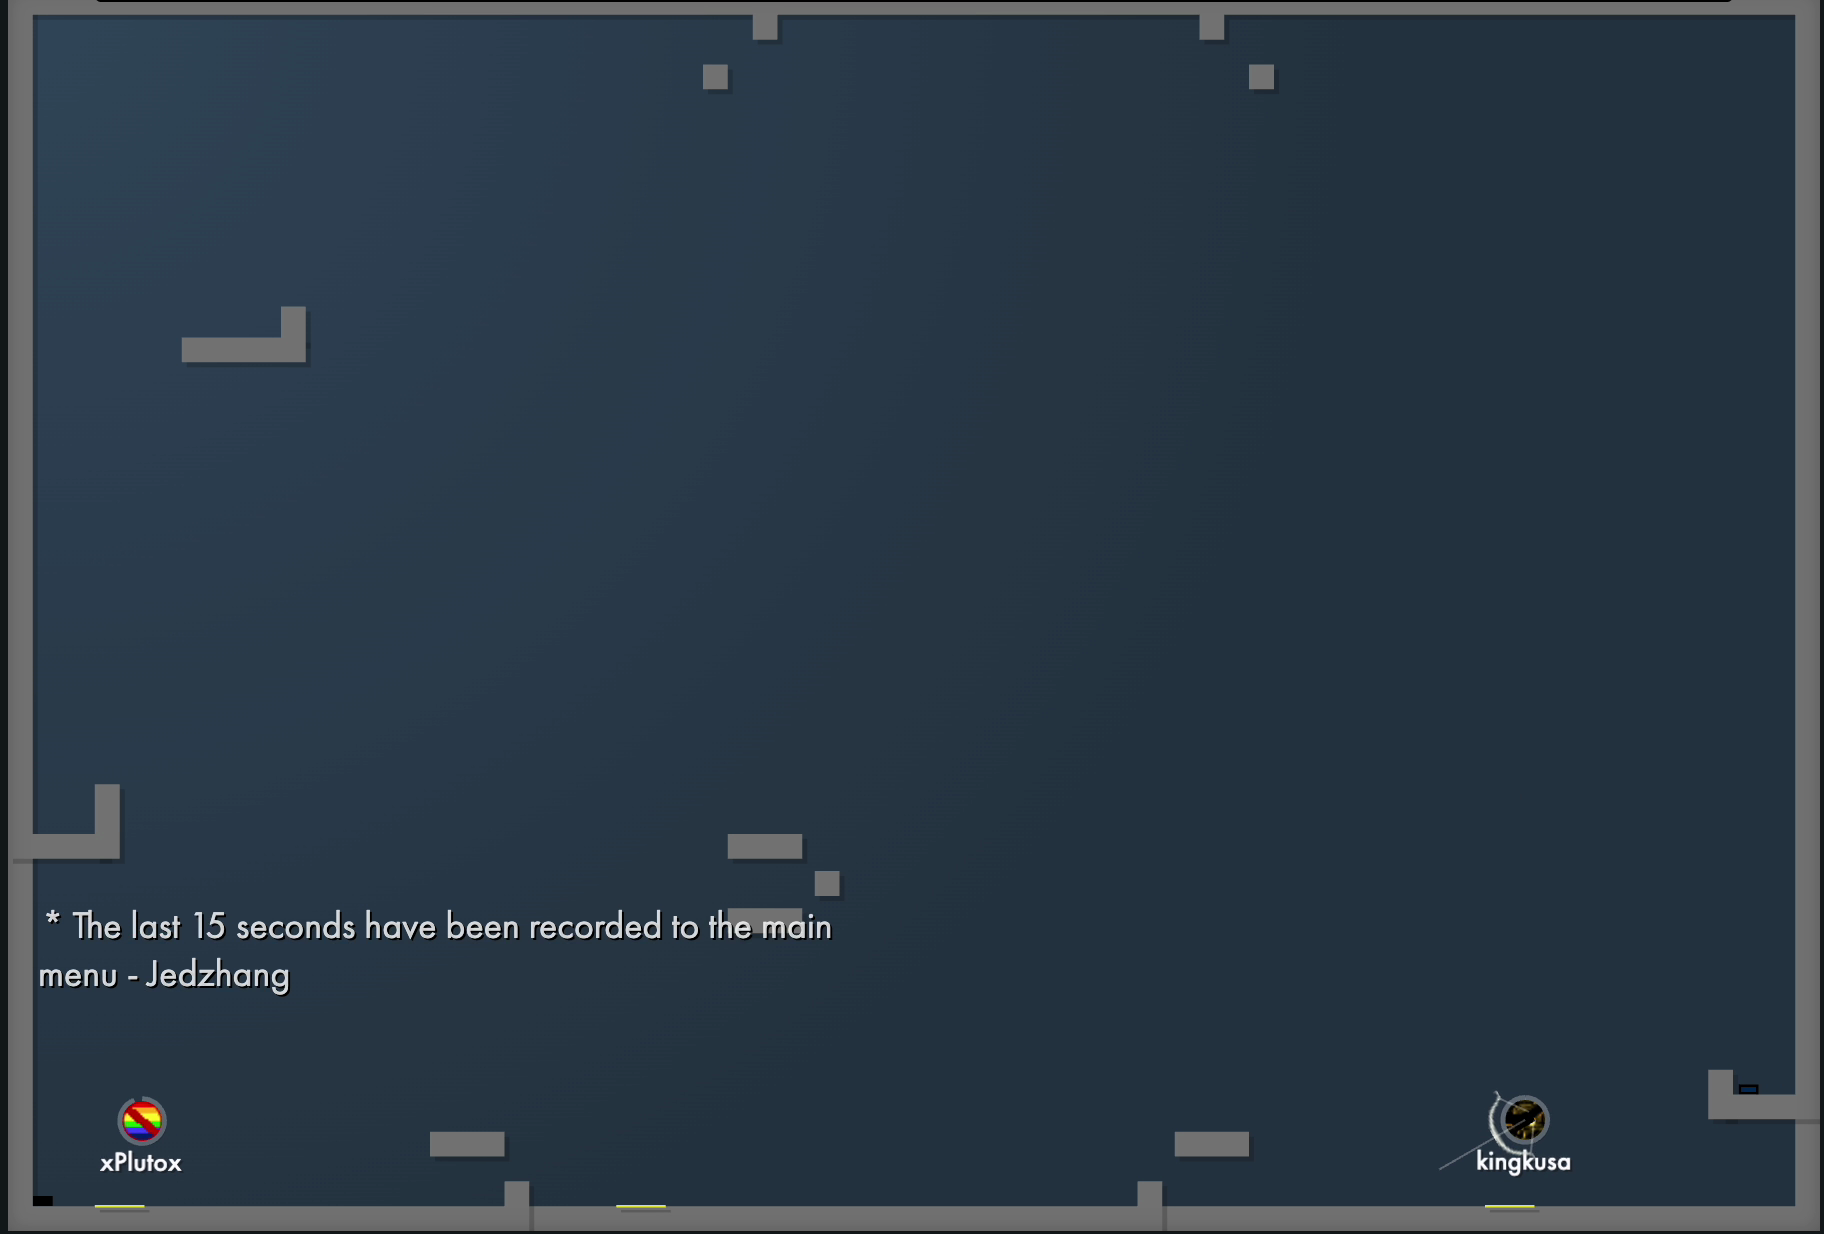 * The last 15 seconds have been recorded to the main
menu - Jedzhang
xPlutox
kingkusa